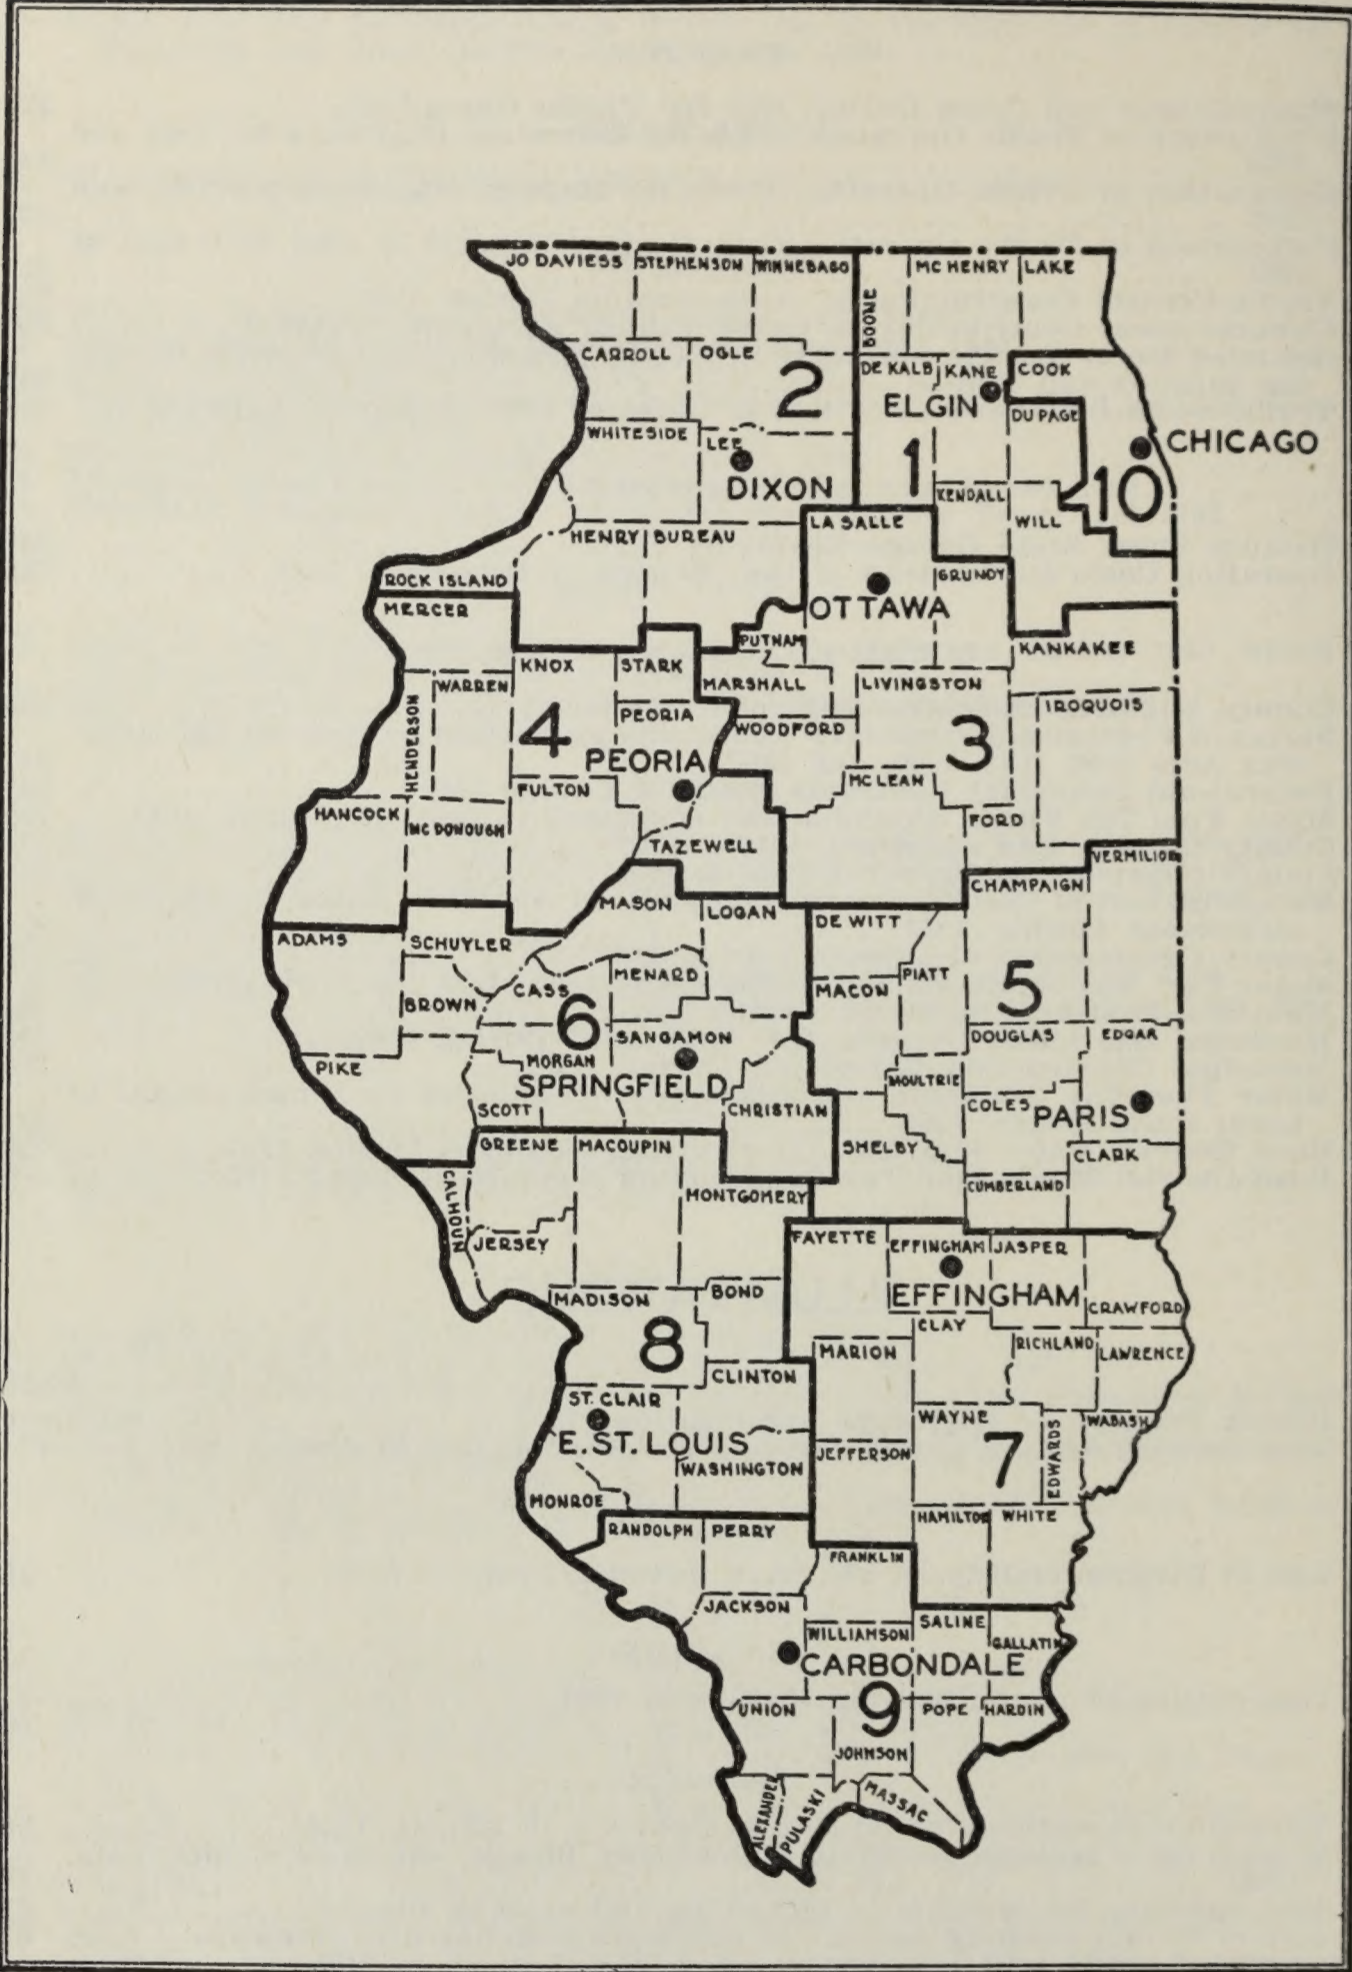 JO DAVIESS
STEPHENSON
WINNEBAGO
BOONE
MC HENRY
LAKE
CARROLL
OGLE
2
DE KALB
KANE
COOK
ELGIN
DU PAGE
WHITESIDE
LEE
CHICAGO
DIXON
1
10
KENDALL
WILL
LA SALLE
HENRY
BUREAU
ROCK ISLAND
GRUNDY
MERCER
OTTAWA
PUTNAM
KANKAKEE
KNOX
STARK
MARSHALL
LIVINGSTON
WARREN
HENDERSON
PEORIA
IROQUOIS
4
WOODFORD
3
PEORIA
MC LEAN
FULTON
HANCOCK
MC DONOUGH
FORD
TAZEWELL
VERMILION
CHAMPAIGN
MASON
LOGAN
DE WITT
ADAMS
SCHUYLER
MENARD
PIATT
CASS
MACON
5
BROWN
6
SANGAMON
DOUGLAS
EDGAR
PIKE
MORGAN
SPRINGFIELD
MOULTRIE
SCOTT
CHRISTIAN
COLES
PARIS
GREENE
MACOUPIN
SHELBY
CLARK
CALHOUN
MONTGOMERY
CUMBERLAND
JERSEY
FAYETTE
EFFINGHAM
JASPER
EFFINGHAM
MADISON
BOND
CRAWFORD
CLAY
8
MARION
RICHLAND
LAWRENCE
CLINTON
ST. CLAIR
WAYNE
EDWARDS
WABASH
E. ST. LOUIS
JEFFERSON
7
WASHINGTON
MONROE
HAMILTON
WHITE
RANDOLPH
PERRY
FRANKLIN
JACKSON
WILLIAMSON
SALINE
GALLATIN
CARBONDALE
UNION
9
POPE
HARDIN
JOHNSON
ALEXANDER
PULASKI
MASSAC